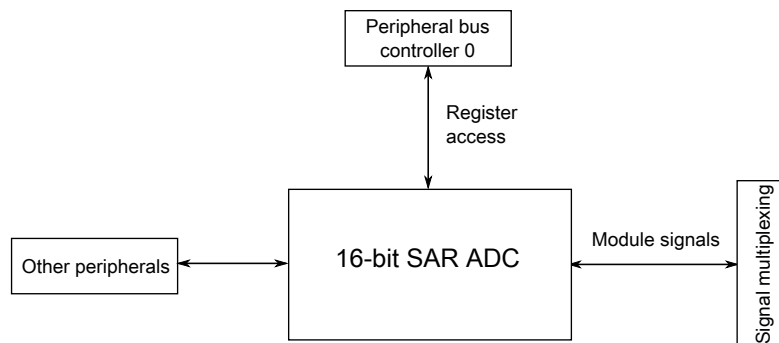 Peripheral bus
controller 0
Register
access
Signal multiplexing
Module signals
16-bit SAR ADC
Other peripherals